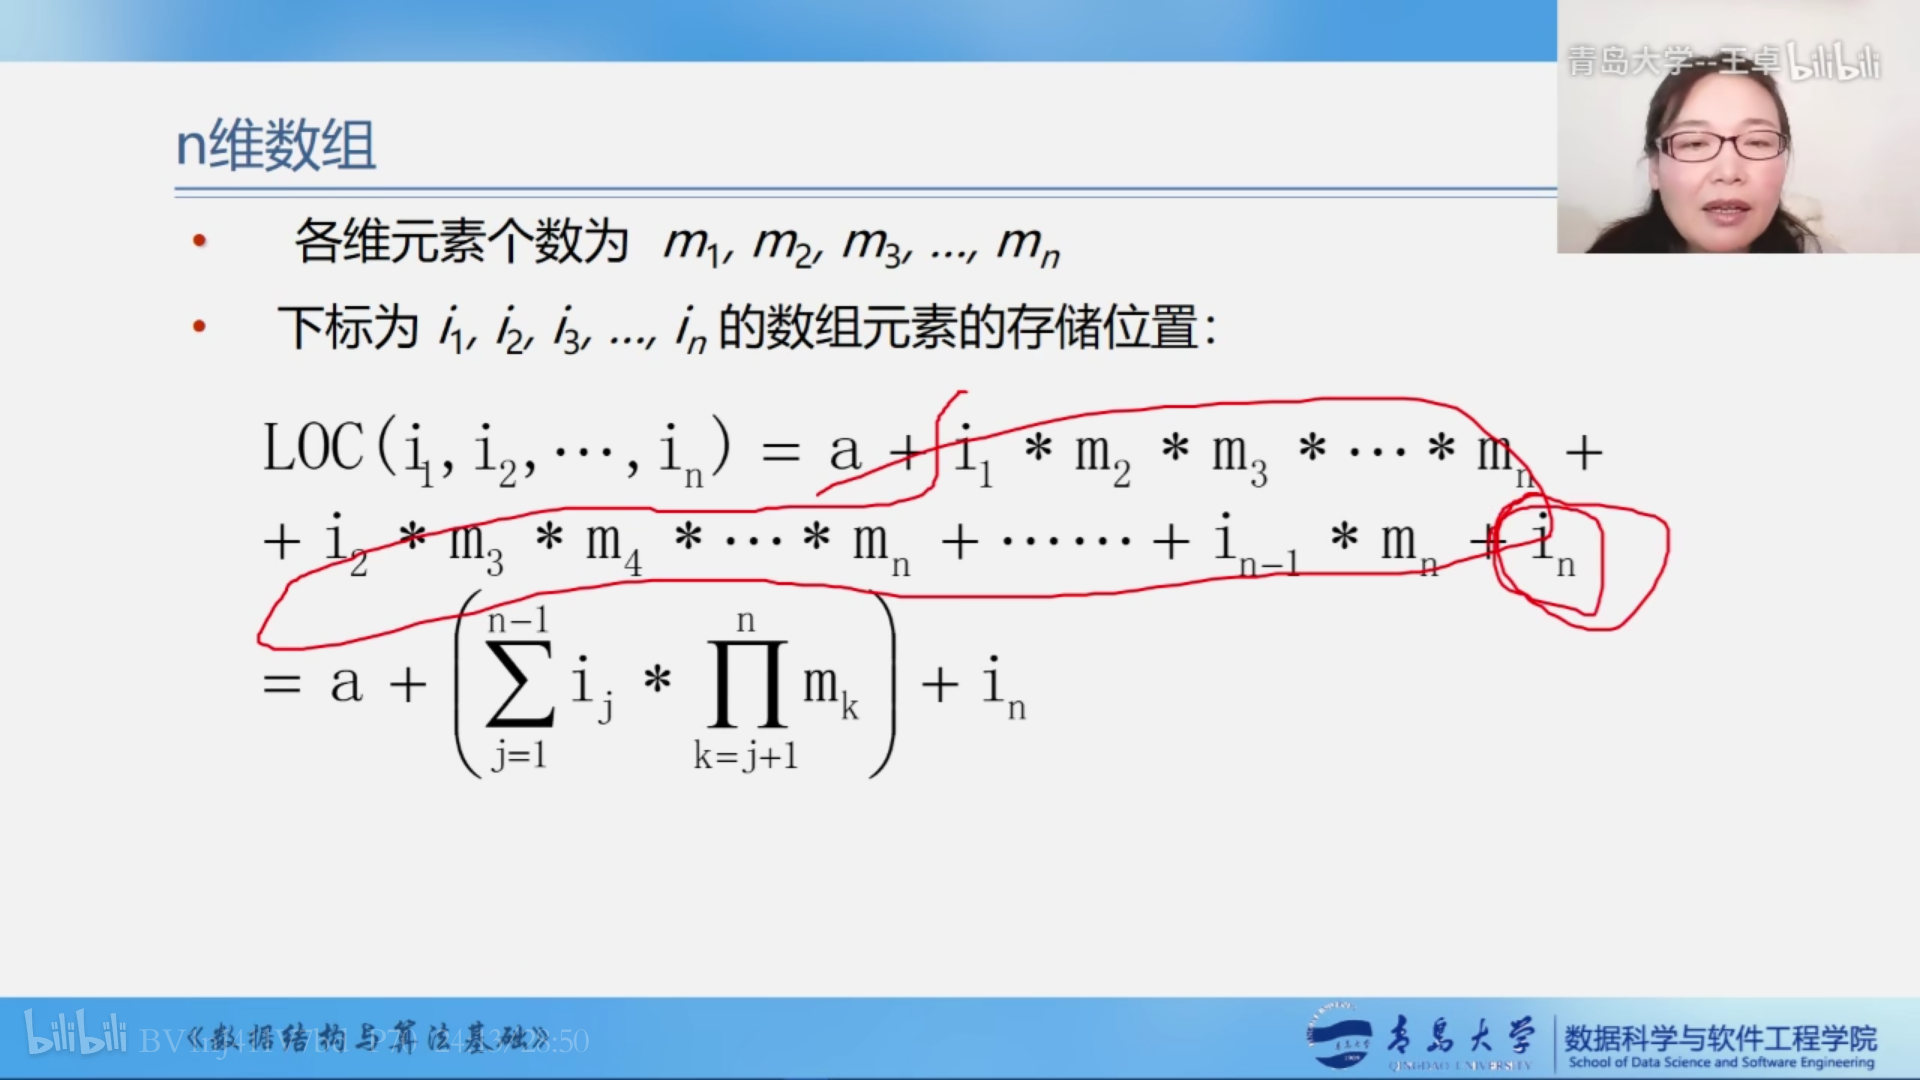 青岛大学--王卓 bilibili
n维数组
• 各维元素个数为 m₁, m₂, m₃, …, mₙ
• 下标为 i₁, i₂, i₃, …, iₙ 的数组元素的存储位置：
LOC(i₁,i₂,…,iₙ) = a + i₁ * m₂ * m₃ * … * mₙ +
+ i₂ * m₃ * m₄ * … * mₙ + …… + iₙ₋₁ * mₙ + iₙ
= a + (∑_{j=1}^{n-1} i_j * ∏_{k=j+1}^{n} m_k) + iₙ
bilibili
《数据结构与算法基础》
青岛大学
QINGDAO UNIVERSITY
数据科学与软件工程学院
School of Data Science and Software Engineering